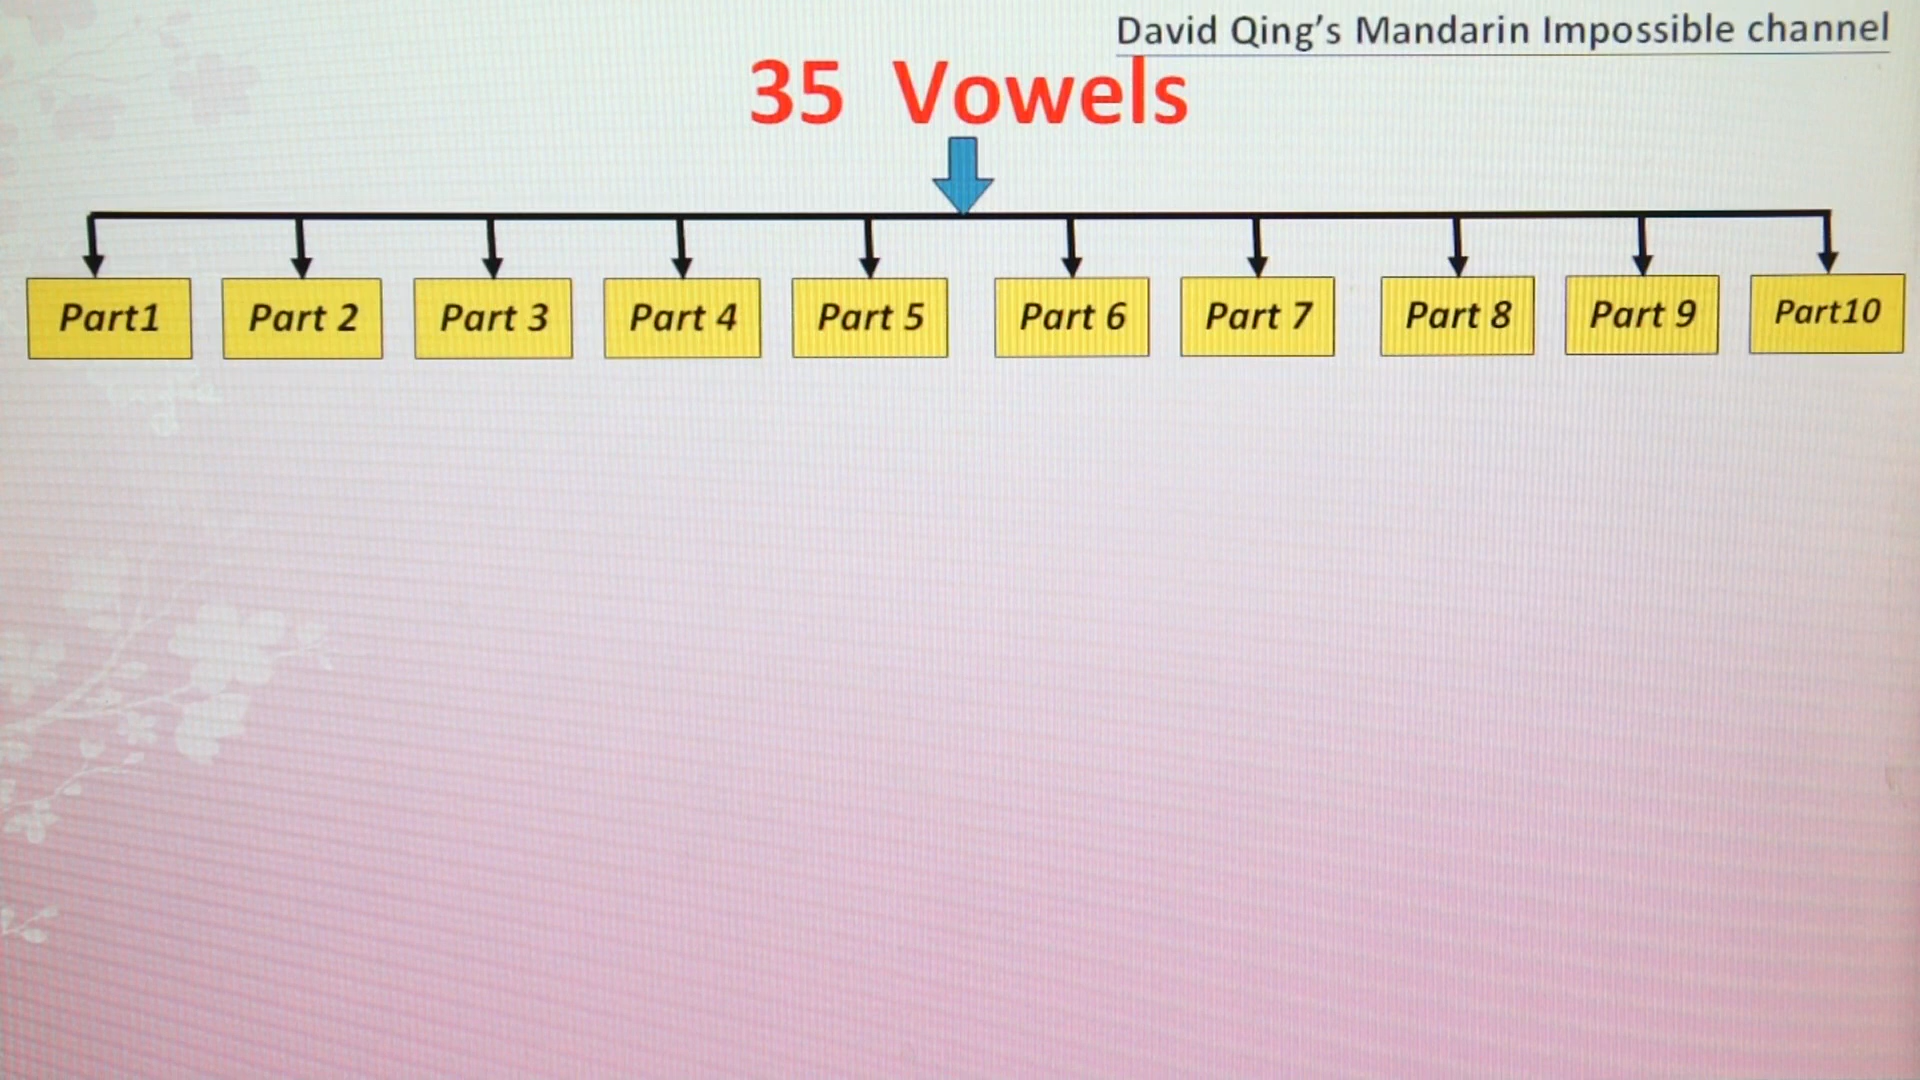 David Qing's Mandarin Impossible channel
35 Vowels
Part1 Part 2 Part 3 Part 4 Part 5 Part 6 Part 7 Part 8 Part 9 Part10